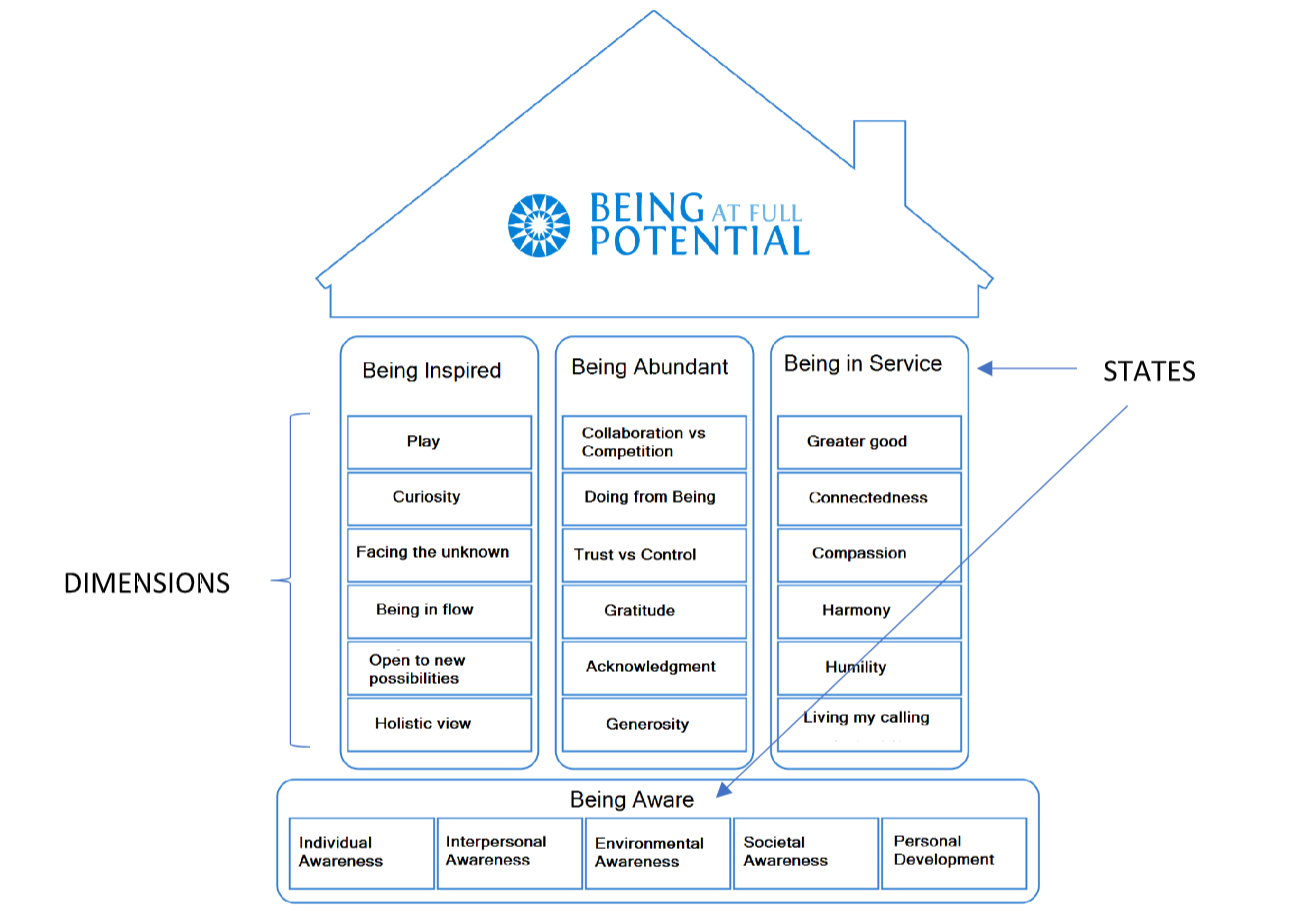 BEING AT FULL
POTENTIAL
Being Inspired
Being Abundant
Being in Service
STATES
DIMENSIONS
Play
Curiosity
Facing the unknown
Being in flow
Open to new
possibilities
Holistic view
Collaboration vs
Competition
Doing from Being
Trust vs Control
Gratitude
Acknowledgment
Generosity
Greater good
Connectedness
Compassion
Harmony
Humility
Living my calling
Being Aware
Individual
Awareness
Interpersonal
Awareness
Environmental
Awareness
Societal
Awareness
Personal
Development